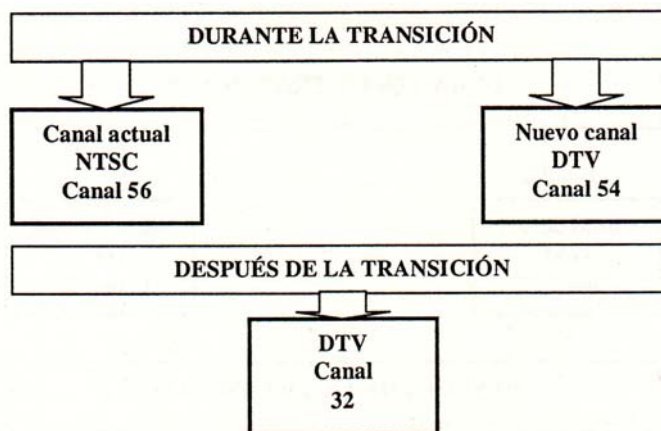 DURANTE LA TRANSICIÓN
Canal actual
NTSC
Canal 56
Nuevo canal
DTV
Canal 54
DESPUÉS DE LA TRANSICIÓN
DTV
Canal
32